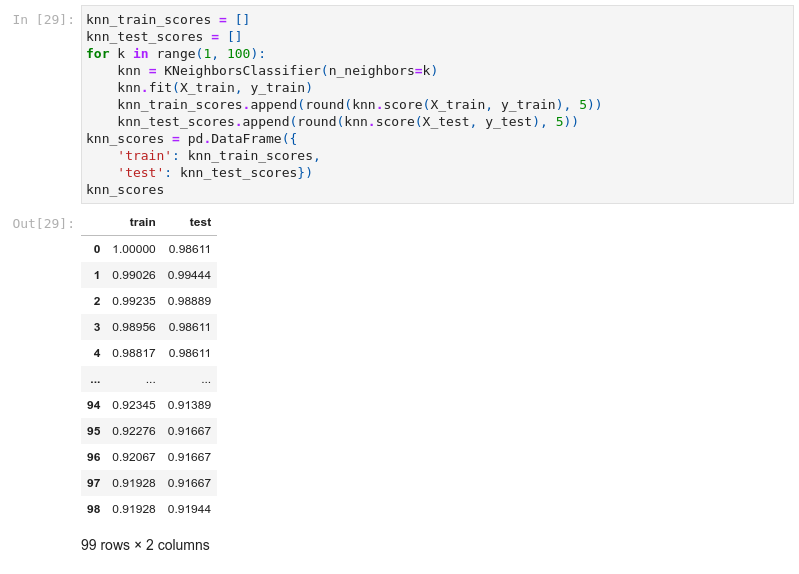 In [29]:
knn_train_scores = []
knn_test_scores = []
for k in range(1, 100):
    knn = KNeighborsClassifier(n_neighbors=k)
    knn.fit(X_train, y_train)
    knn_train_scores.append(round(knn.score(X_train, y_train), 5))
    knn_test_scores.append(round(knn.score(X_test, y_test), 5))
knn_scores = pd.DataFrame({
    'train': knn_train_scores,
    'test': knn_test_scores})
knn_scores
Out[29]:
train test
0 1.00000 0.98611
1 0.99026 0.99444
2 0.99235 0.98889
3 0.98956 0.98611
4 0.98817 0.98611
... ... ...
94 0.92345 0.91389
95 0.92276 0.91667
96 0.92067 0.91667
97 0.91928 0.91667
98 0.91928 0.91944
99 rows × 2 columns